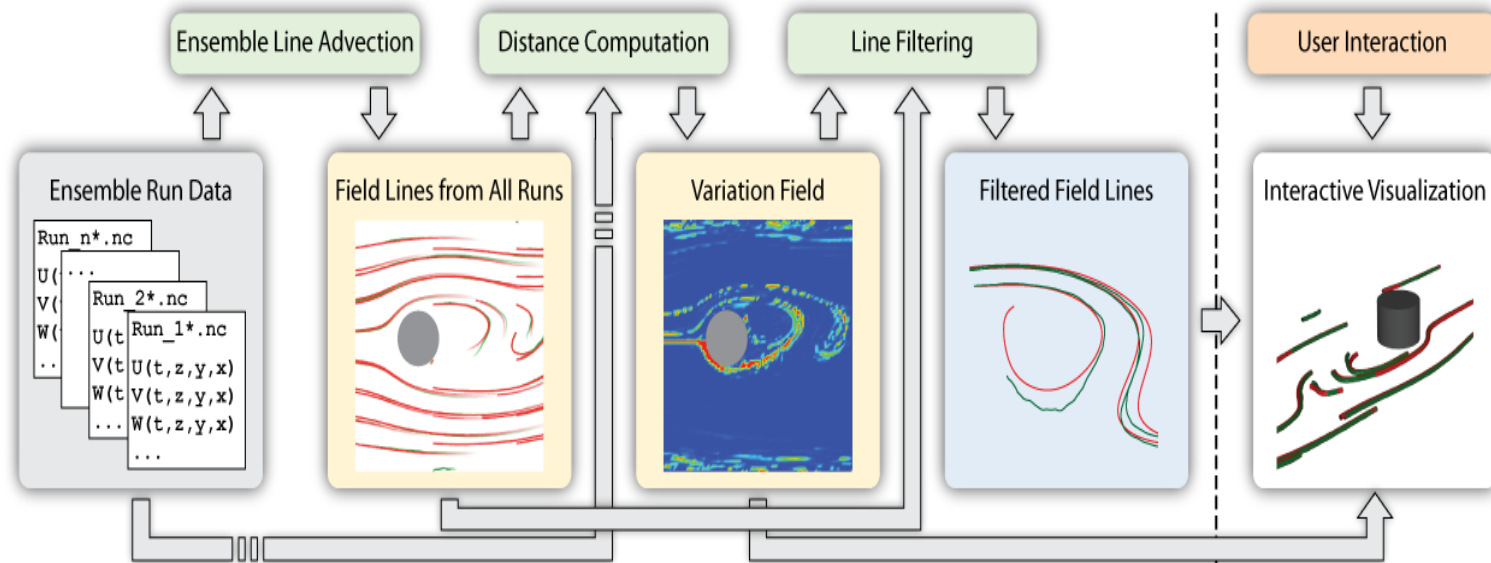 Ensemble Line Advection
Distance Computation
Line Filtering
User Interaction
Ensemble Run Data
Run_n*.nc
U(
V(
W(
...
...
Run_2*.nc
U(t
V(t
W(t
...
Run_1*.nc
U(t,z,y,x)
V(t,z,y,x)
W(t,z,y,x)
...
Field Lines from All Runs
Variation Field
Filtered Field Lines
Interactive Visualization